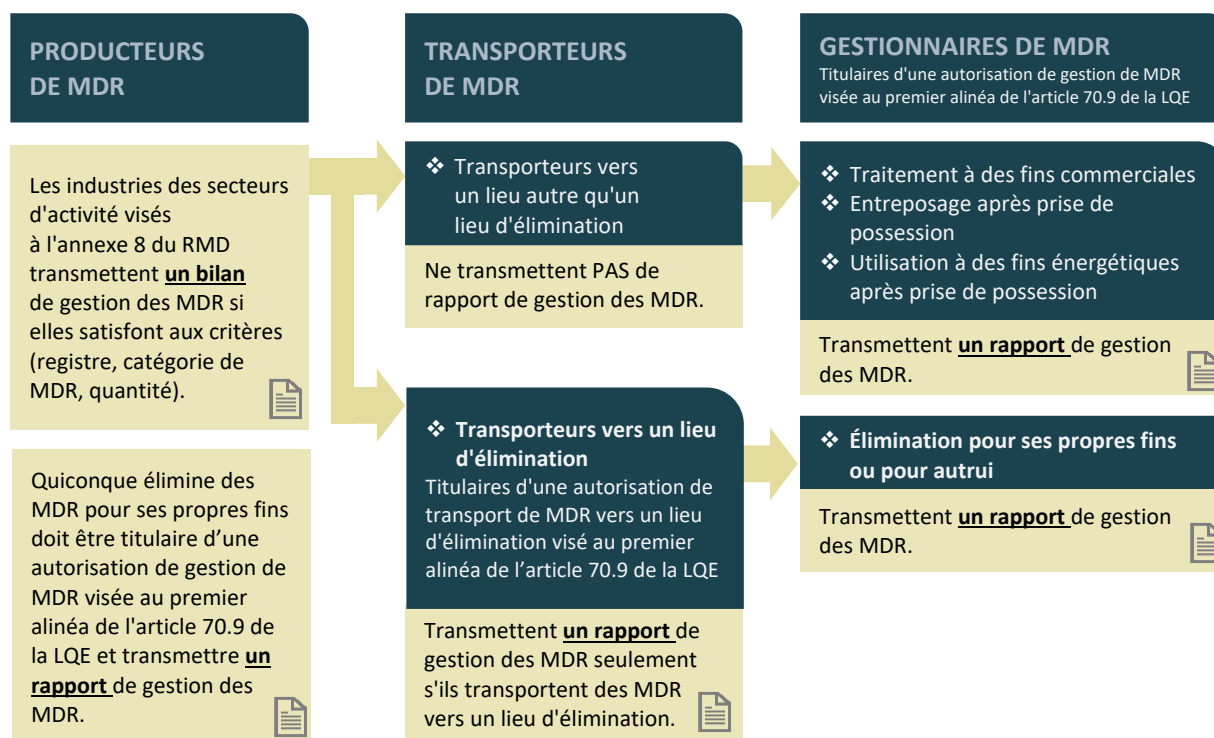 PRODUCTEURS
DE MDR
Les industries des secteurs
d'activité visés
à l'annexe 8 du RMD
transmettent un bilan
de gestion des MDR si
elles satisfont aux critères
(registre, catégorie de
MDR, quantité).
Quiconque élimine des
MDR pour ses propres fins
doit être titulaire d’une
autorisation de gestion de
MDR visée au premier
alinéa de l'article 70.9 de
la LQE et transmettre un
rapport de gestion des
MDR.
TRANSPORTEURS
DE MDR
❖ Transporteurs vers
un lieu autre qu'un
lieu d'élimination
Ne transmettent PAS de
rapport de gestion des MDR.
❖ Transporteurs vers un lieu
d'élimination
Titulaires d'une autorisation de
transport de MDR vers un lieu
d'élimination visé au premier
alinéa de l’article 70.9 de la LQE
Transmettent un rapport de
gestion des MDR seulement
s'ils transportent des MDR
vers un lieu d'élimination.
GESTIONNAIRES DE MDR
Titulaires d'une autorisation de gestion de MDR
visée au premier alinéa de l'article 70.9 de la LQE
❖ Traitement à des fins commerciales
❖ Entreposage après prise de
possession
❖ Utilisation à des fins énergétiques
après prise de possession
Transmettent un rapport de gestion
des MDR.
❖ Élimination pour ses propres fins
ou pour autrui
Transmettent un rapport de gestion
des MDR.